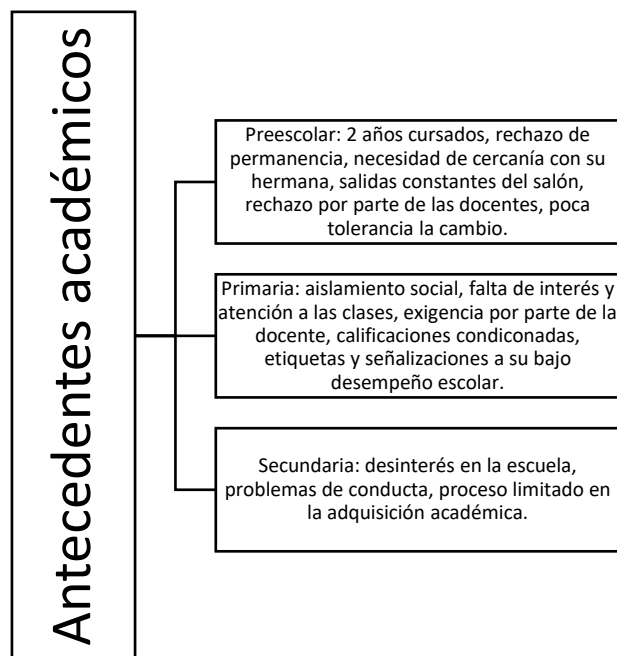 Antecedentes académicos
Preescolar: 2 años cursados, rechazo de
permanencia, necesidad de cercanía con su
hermana, salidas constantes del salón,
rechazo por parte de las docentes, poca
tolerancia la cambio.
Primaria: aislamiento social, falta de interés y
atención a las clases, exigencia por parte de la
docente, calificaciones condiconadas,
etiquetas y señalizaciones a su bajo
desempeño escolar.
Secundaria: desinterés en la escuela,
problemas de conducta, proceso limitado en
la adquisición académica.